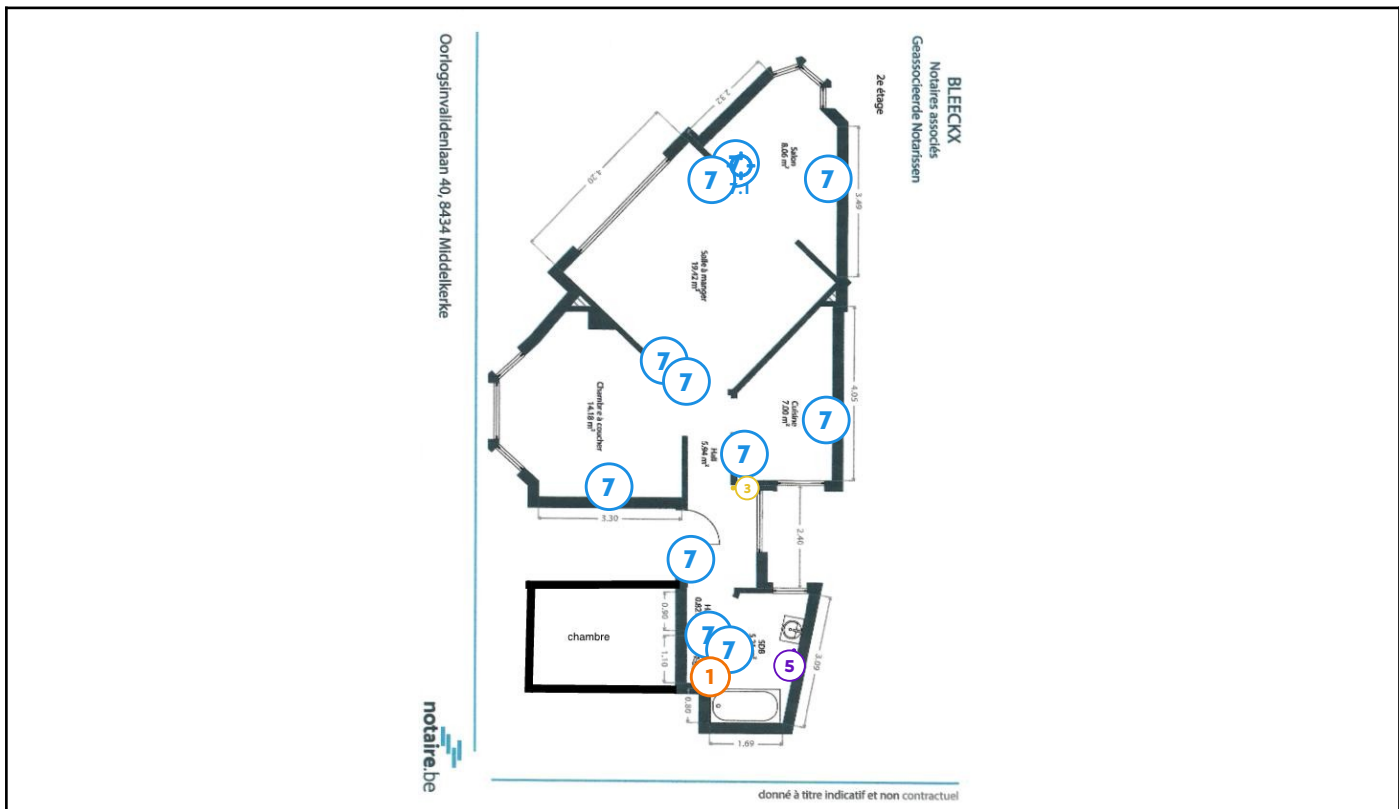 BLEECKX
Notaires associés
Geassocieerde Notarissen
2e étage
Oorlogsinvalidenlaan 40, 8434 Middelkerke
2.92
4.20
Salon
8.06 m²
3.49
7
7
7
Salle à manger
19.42 m²
4.05
Cuisine
7.00 m²
7
7
7
Chambre à coucher
14.18 m²
Hall
5.94 m²
7
3
7
3.30
2.40
7
0.90
1.10
0.80
chambre
0.82
7
7
SDB
5
1
3.09
1.69
notaire.be
donné à titre indicatif et non contractuel